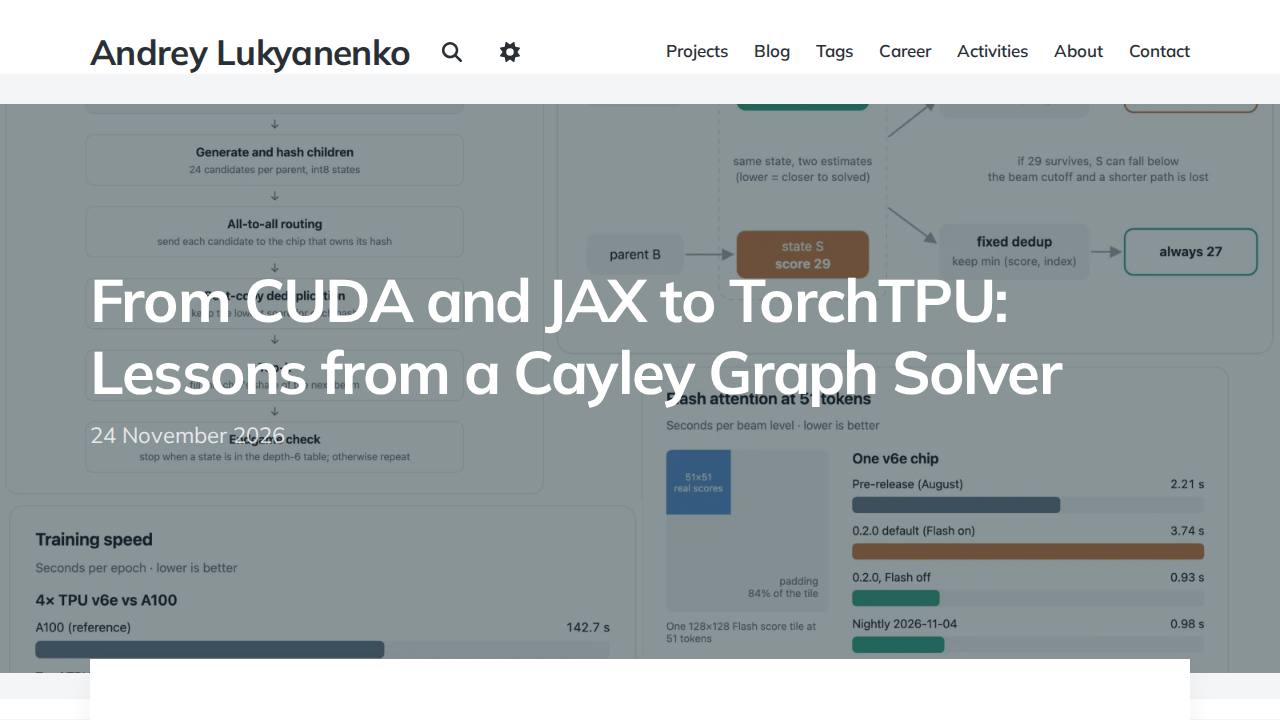 Andrey Lukyanenko
Projects
Blog
Tags
Career
Activities
About
Contact
Generate and hash children
24 candidates per parent, int8 states
All-to-all routing
send each candidate to the chip that owns its hash
same state, two estimates
(lower = closer to solved)
if 29 survives, S can fall below
the beam cutoff and a shorter path is lost
parent B
state S
score 29
fixed dedup
keep min (score, index)
always 27
From CUDA and JAX to TorchTPU:
Lessons from a Cayley Graph Solver
24 November 2026
Endgame check
stop when a state is in the depth-6 table; otherwise repeat
Flash attention at 51 tokens
Seconds per beam level · lower is better
51×51
real scores
padding
84% of the tile
One 128×128 Flash score tile at
51 tokens
One v6e chip
Pre-release (August)
2.21 s
0.2.0 default (Flash on)
3.74 s
0.2.0, Flash off
0.93 s
Nightly 2026-11-04
0.98 s
Training speed
Seconds per epoch · lower is better
4× TPU v6e vs A100
A100 (reference)
142.7 s